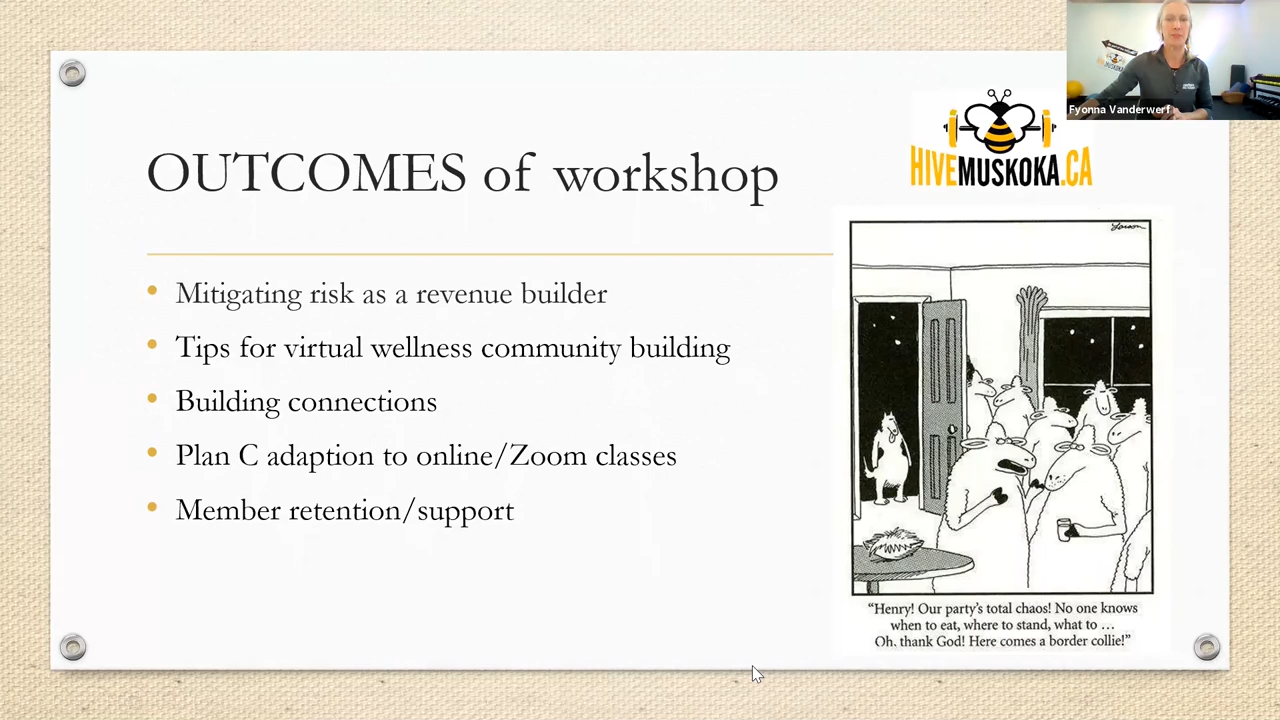 Fyonna Vanderwerf
HIVEMUSKOKA.CA
OUTCOMES of workshop
Mitigating risk as a revenue builder
Tips for virtual wellness community building
Building connections
Plan C adaption to online/Zoom classes
Member retention/support
Larson
“Henry! Our party’s total chaos! No one knows
when to eat, where to stand, what to ...
Oh, thank God! Here comes a border collie!”